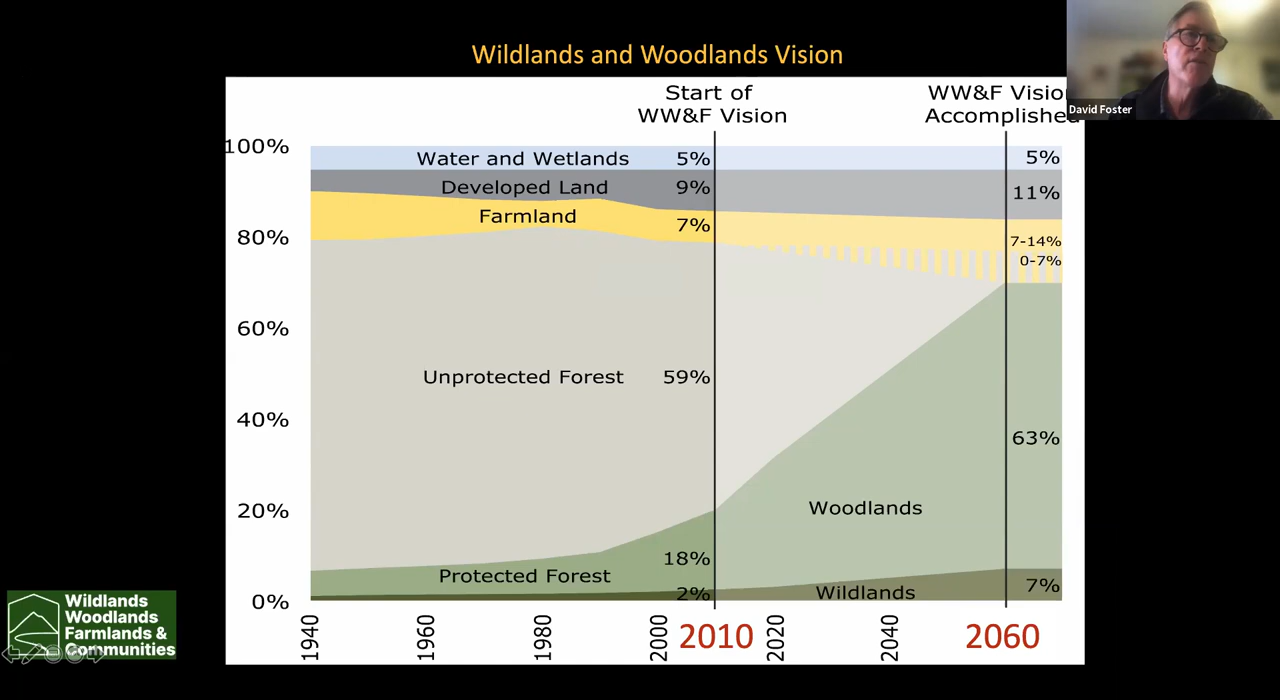 Wildlands and Woodlands Vision
David Foster
Start of
WW&F Vision
WW&F Visio
Accomplished
100%
Water and Wetlands 5%
5%
Developed Land 9%
11%
Farmland
7%
80%
7-14%
0-7%
60%
Unprotected Forest 59%
40%
63%
20%
Woodlands
18%
Protected Forest
2%
Wildlands
7%
0%
1940
1960
1980
2000
2010
2020
2040
2060
Wildlands
Woodlands
Farmlands &
Communities